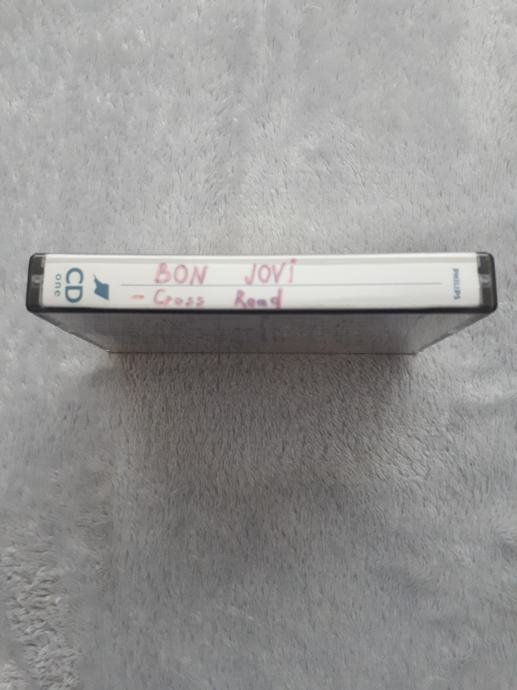 CD
one
BON JOVI
- Cross Road
PHILIPS